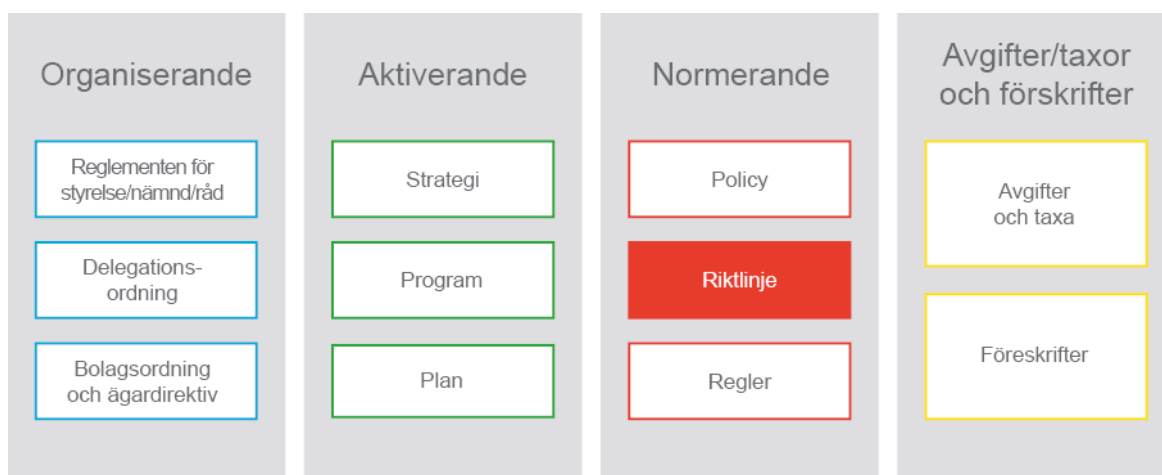 Organiserande
Reglementen för
styrelse/nämnd/råd
Delegations-
ordning
Bolagsordning
och ägardirektiv
Aktiverande
Strategi
Program
Plan
Normerande
Policy
Riktlinje
Regler
Avgifter/taxor
och förskrifter
Avgifter
och taxa
Föreskrifter